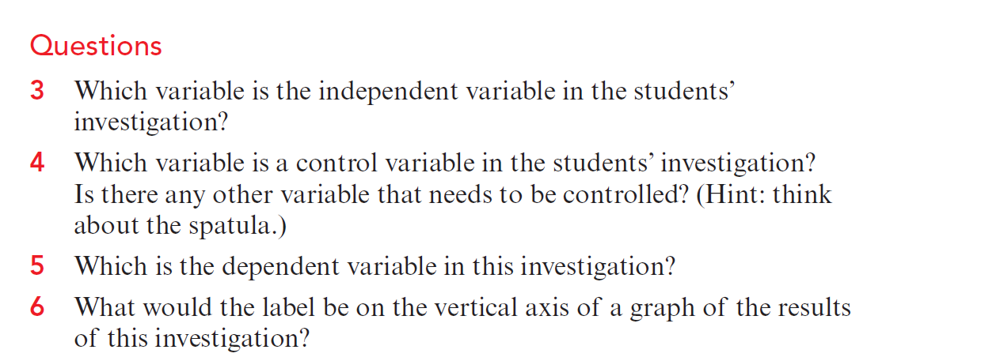 Questions
3 Which variable is the independent variable in the students’
investigation?
4 Which variable is a control variable in the students’ investigation?
Is there any other variable that needs to be controlled? (Hint: think
about the spatula.)
5 Which is the dependent variable in this investigation?
6 What would the label be on the vertical axis of a graph of the results
of this investigation?